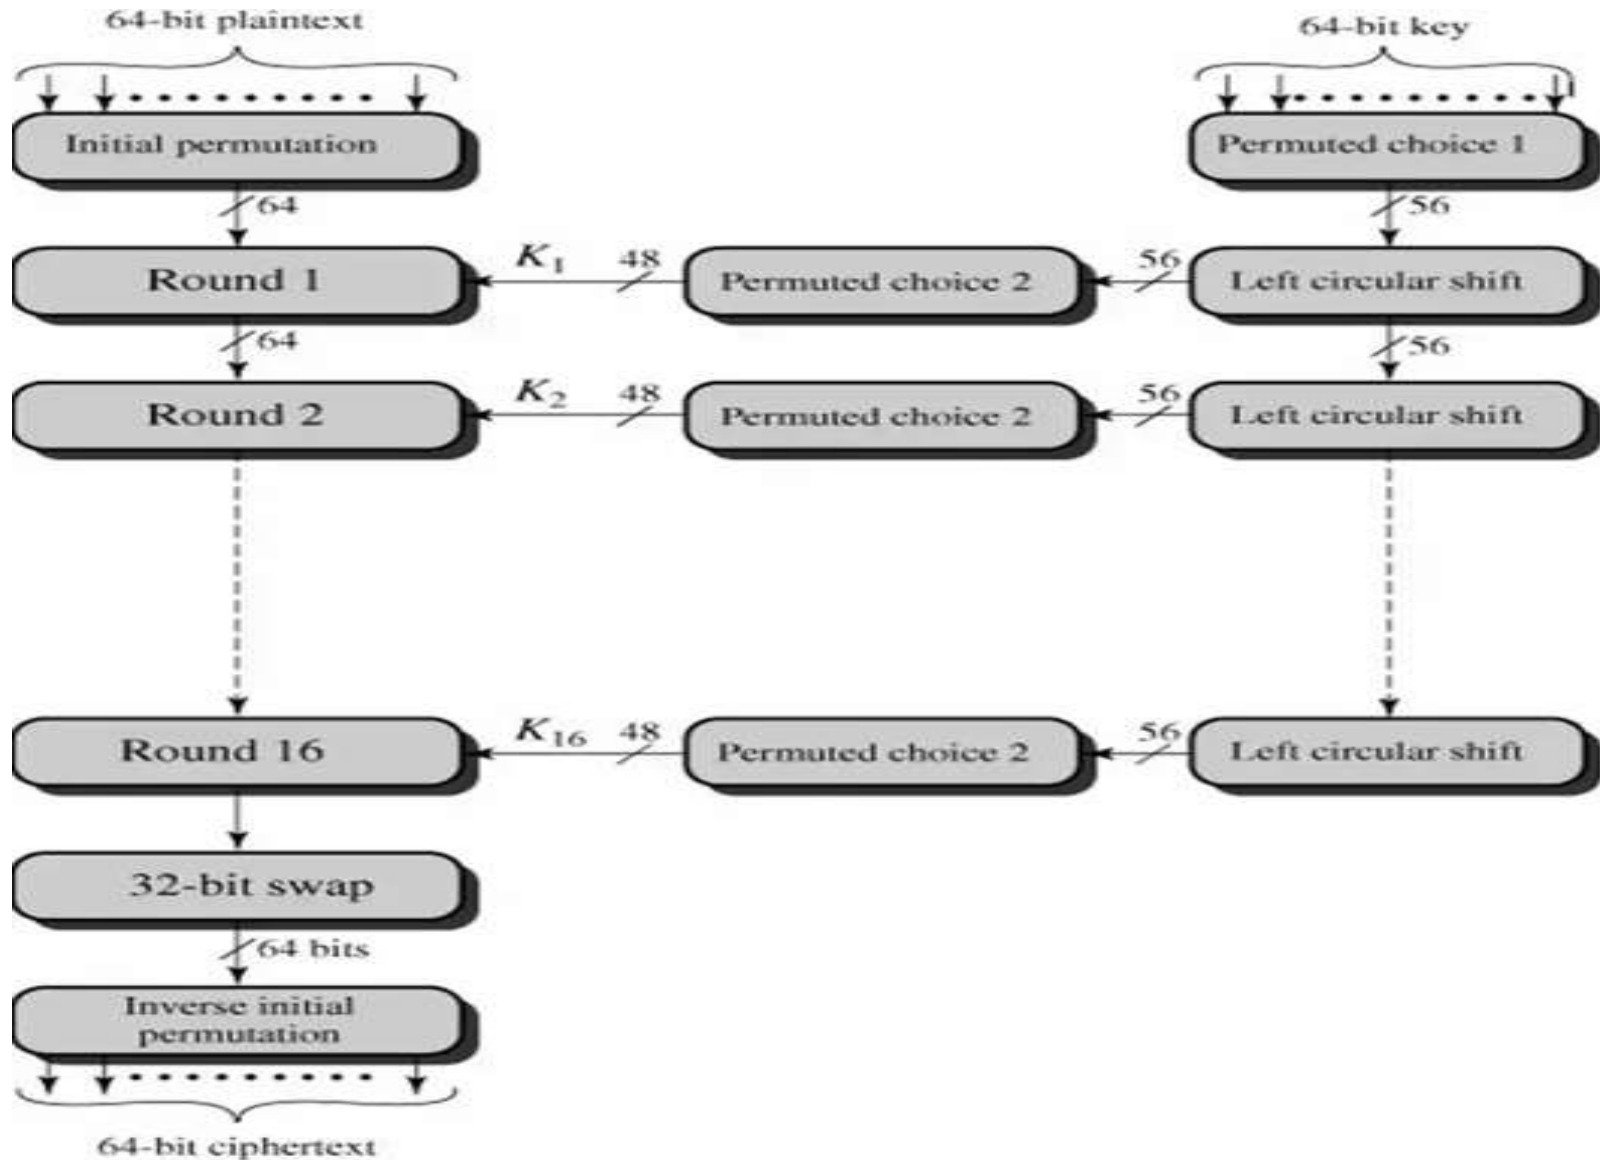 64-bit plaintext
64-bit key
Initial permutation
Permuted choice 1
64
56
Round 1
K1
48
Permuted choice 2
56
Left circular shift
64
56
Round 2
K2
48
Permuted choice 2
56
Left circular shift
Round 16
K16
48
Permuted choice 2
56
Left circular shift
32-bit swap
64 bits
Inverse initial
permutation
64-bit ciphertext